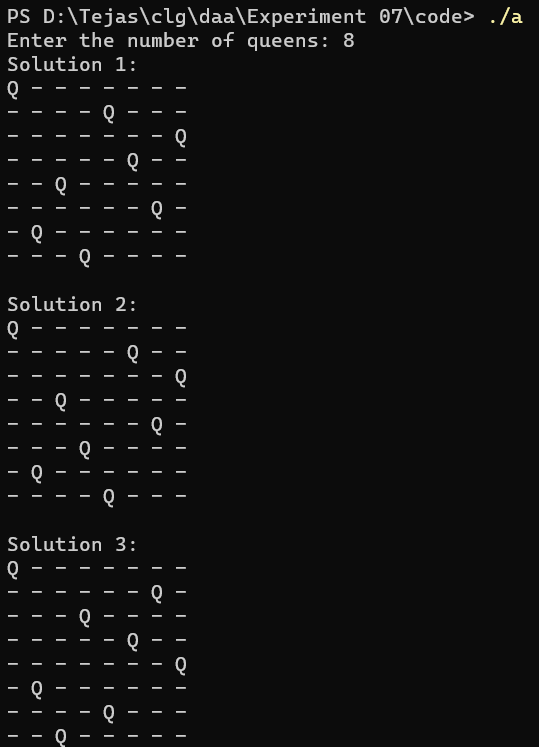 PS D:\Tejas\clg\daa\Experiment 07\code> ./a
Enter the number of queens: 8
Solution 1:
Q - - - - - - -
- - - - Q - - -
- - - - - - - Q
- - - - - Q - -
- - Q - - - - -
- - - - - - Q -
- Q - - - - - -
- - - Q - - - -
Solution 2:
Q - - - - - - -
- - - - - Q - -
- - - - - - - Q
- - Q - - - - -
- - - - - - Q -
- - - Q - - - -
- Q - - - - - -
- - - - Q - - -
Solution 3:
Q - - - - - - -
- - - - - - Q -
- - - Q - - - -
- - - - - Q - -
- - - - - - - Q
- Q - - - - - -
- - - - Q - - -
- - Q - - - - -